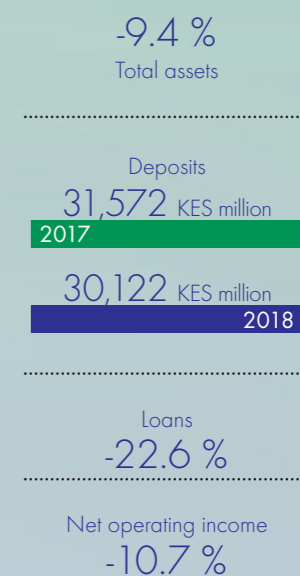 -9.4 %
Total assets
Deposits
31,572 KES million
2017
30,122 KES million
2018
Loans
-22.6 %
Net operating income
-10.7 %